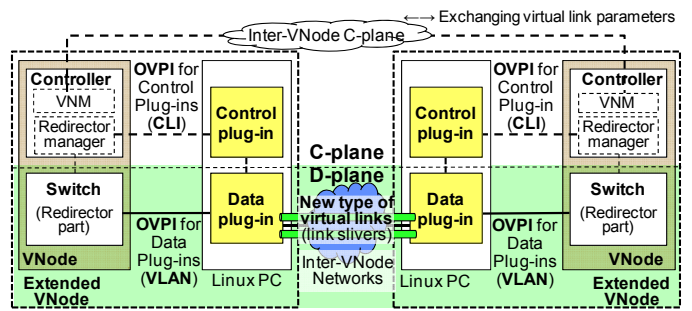 ←→ Exchanging virtual link parameters
Inter-VNode C-plane
Controller
VNM
Redirector
manager
OVPI for
Control
Plug-ins
(CLI)
Control
plug-in
C-plane
D-plane
Control
plug-in
OVPI for
Control
Plug-in
(CLI)
Controller
VNM
Redirector
manager
Switch
(Redirector
part)
VNode
Extended
VNode
OVPI for
Data
Plug-ins
(VLAN)
Data
plug-in
Linux PC
New type of
virtual links
(link slivers)
Inter-VNode
Networks
Data
plug-in
Linux PC
OVPI for
Data
Plug-ins
(VLAN)
Switch
(Redirector
part)
VNode
Extended
VNode